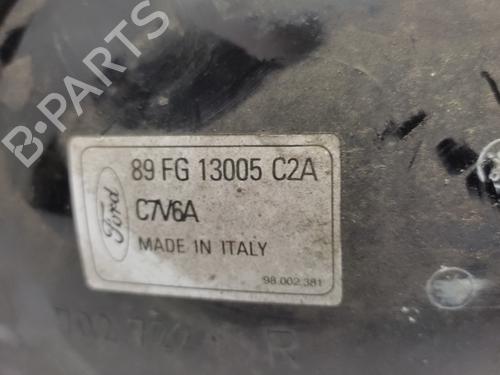 B-Parts
89 FG 13005 C2A
C7V6A
Ford
MADE IN ITALY
98.002.381
R